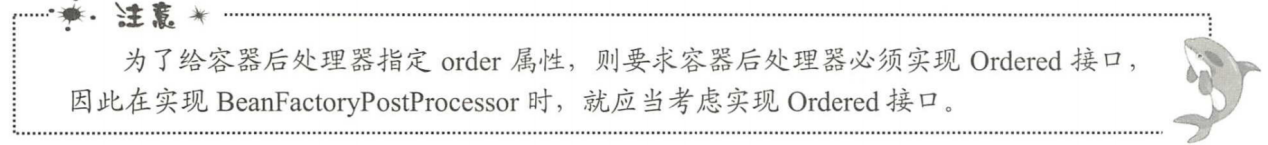 注意
为了给容器后处理器指定 order 属性，则要求容器后处理器必须实现 Ordered 接口，
因此在实现 BeanFactoryPostProcessor 时，就应当考虑实现 Ordered 接口。